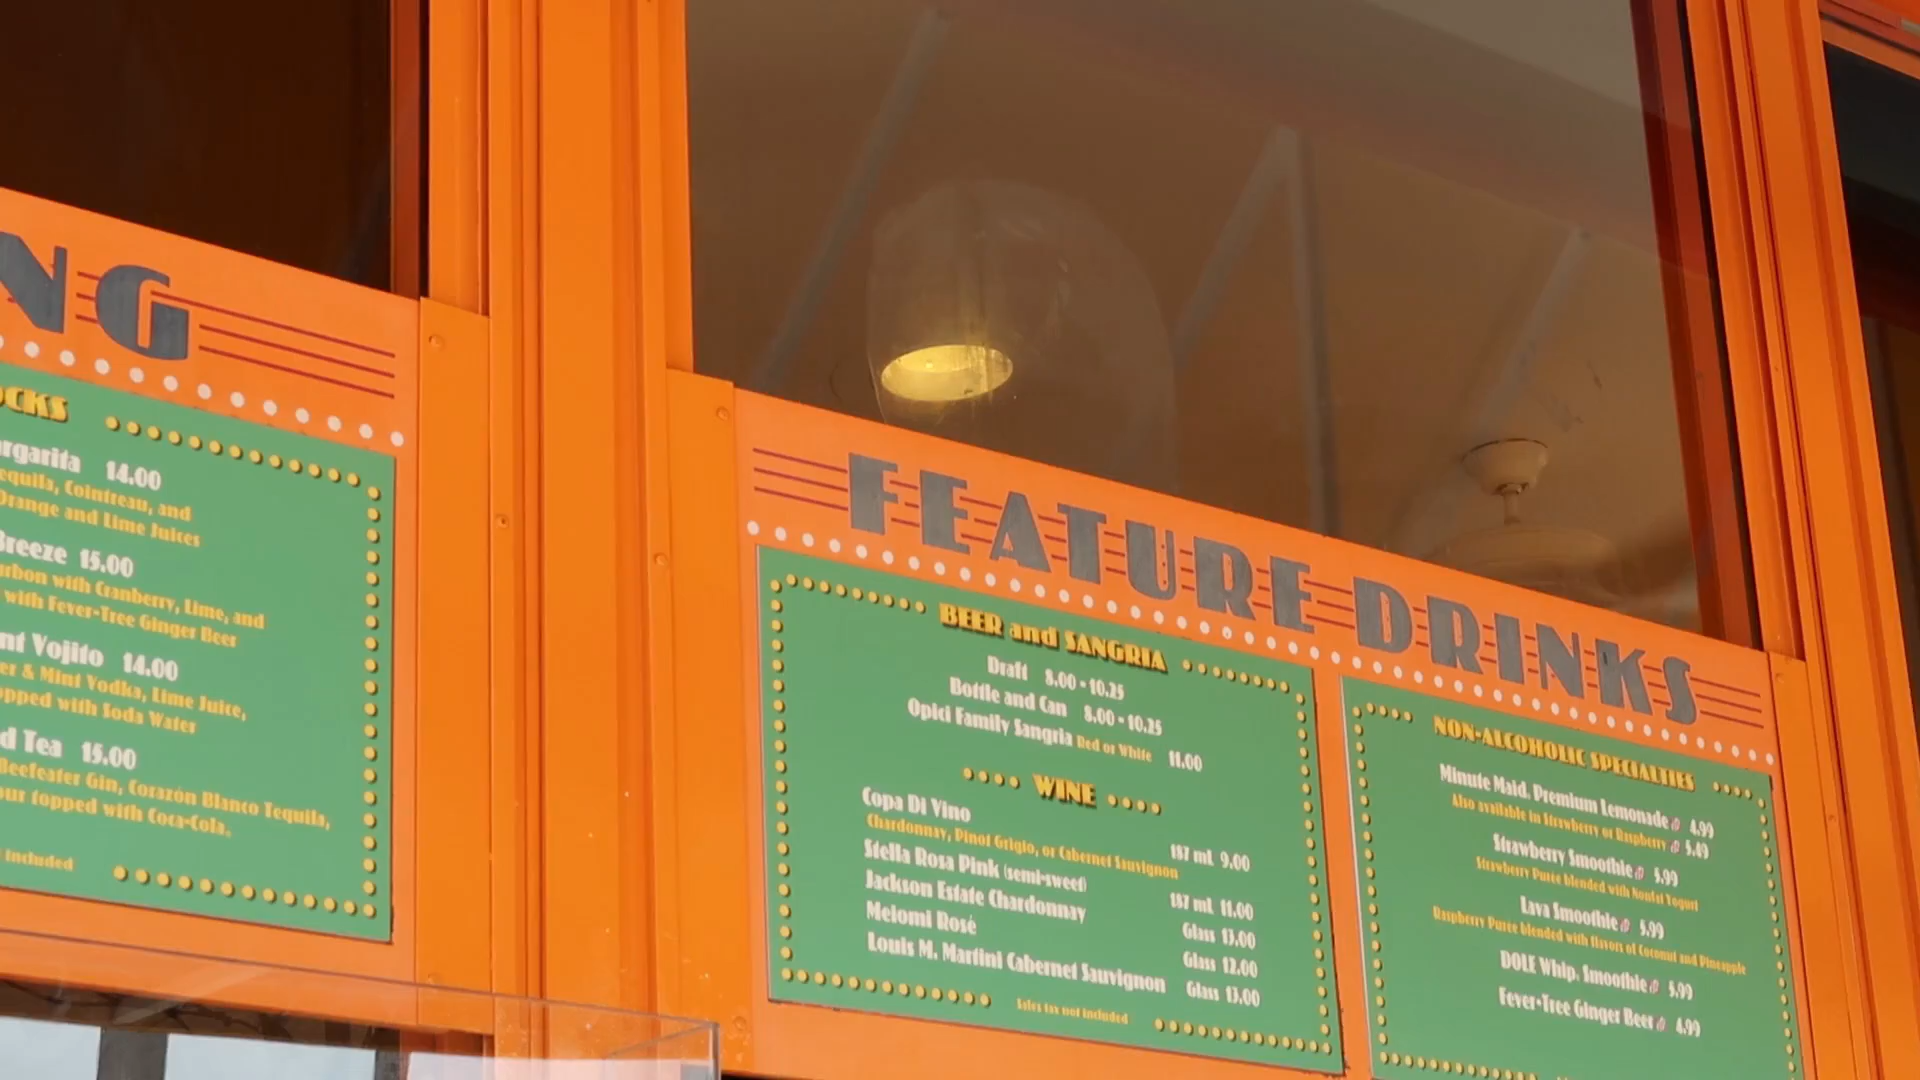 NG
OCKS
rgarita 14.00
equila, Cointreau, and
Orange and Lime Juices
Breeze 15.00
rbon with Cranberry, Lime, and
with Fever-Tree Ginger Beer
nt Vojito 14.00
er & Mint Vodka, Lime Juice,
opped with Soda Water
d Tea 15.00
Beefeater Gin, Corazón Blanco Tequila,
our topped with Coca-Cola.
included
FEATURE DRINKS
BEER and SANGRIA
Draft 8.00 - 10.25
Bottle and Can 8.00 - 10.25
Opici Family Sangria Red or White 11.00
WINE
Copa Di Vino
Chardonnay, Pinot Grigio, or Cabernet Sauvignon 187 mL 9.00
Stella Rosa Pink (semi-sweet) 187 mL 11.00
Jackson Estate Chardonnay Glass 13.00
Meiomi Rosé Glass 12.00
Louis M. Martini Cabernet Sauvignon Glass 13.00
Sales tax not included
NON-ALCOHOLIC SPECIALTIES
Minute Maid. Premium Lemonade 4.99
Also available in Strawberry or Raspberry 5.49
Strawberry Smoothie 5.99
Strawberry Purée blended with Nonfat Yogurt
Lava Smoothie 5.99
Raspberry Purée blended with flavors of Coconut and Pineapple
DOLE Whip. Smoothie 5.99
Fever-Tree Ginger Beer 4.99